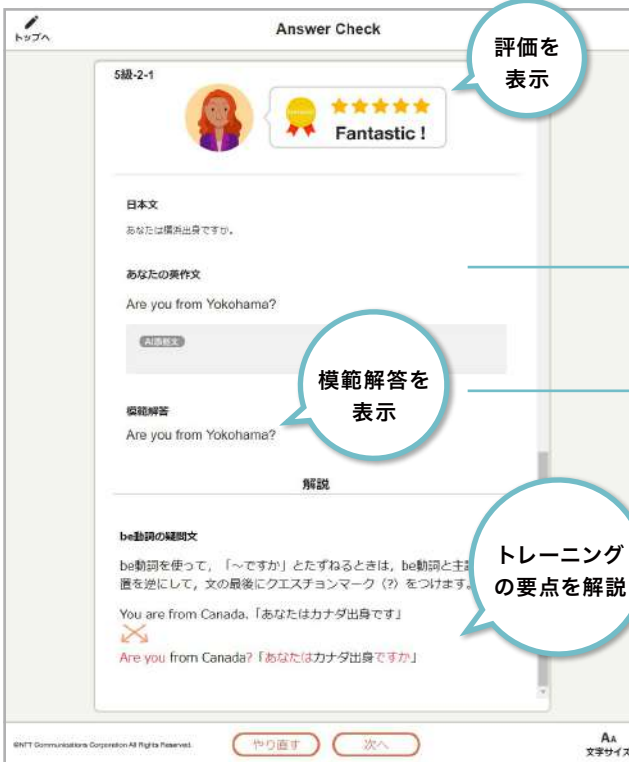 トップへ
Answer Check
評価を
表示
5級-2-1
Fantastic !
日本文
あなたは横浜出身ですか。
あなたの英作文
Are you from Yokohama?
AI添削文
模範解答を
表示
模範解答
Are you from Yokohama?
解説
be動詞の疑問文
be動詞を使って，「～ですか」とたずねるときは，be動詞と主
置を逆にして，文の最後にクエスチョンマーク（?）をつけます。
トレーニング
の要点を解説
You are from Canada.「あなたはカナダ出身です」
Are you from Canada?「あなたはカナダ出身ですか」
©NTT Communications Corporation All Rights Reserved.
やり直す
次へ
AA
文字サイズ